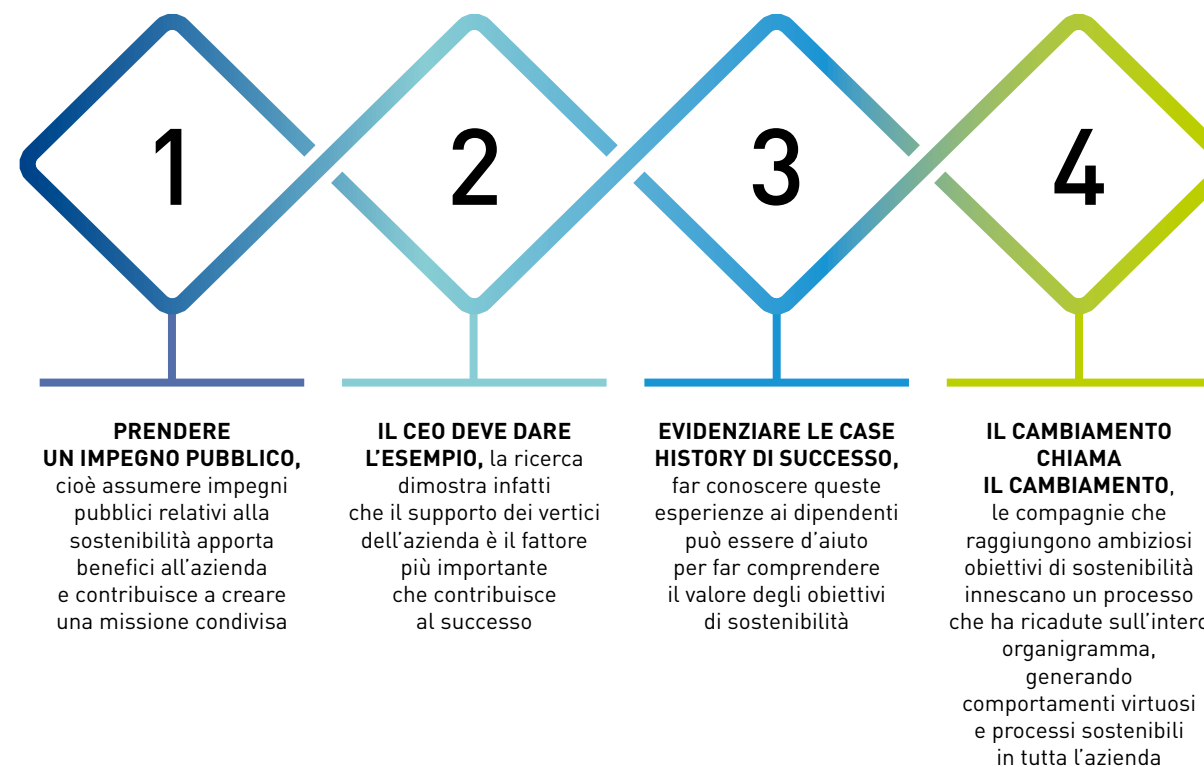 1
PRENDERE
UN IMPEGNO PUBBLICO,
cioè assumere impegni
pubblici relativi alla
sostenibilità apporta
benefici all'azienda
e contribuisce a creare
una missione condivisa
2
IL CEO DEVE DARE
L'ESEMPIO, la ricerca
dimostra infatti
che il supporto dei vertici
dell'azienda è il fattore
più importante
che contribuisce
al successo
3
EVIDENZIARE LE CASE
HISTORY DI SUCCESSO,
far conoscere queste
esperienze ai dipendenti
può essere d'aiuto
per far comprendere
il valore degli obiettivi
di sostenibilità
4
IL CAMBIAMENTO
CHIAMA
IL CAMBIAMENTO,
le compagnie che
raggiungono ambiziosi
obiettivi di sostenibilità
innescano un processo
che ha ricadute sull'intero
organigramma,
generando
comportamenti virtuosi
e processi sostenibili
in tutta l'azienda